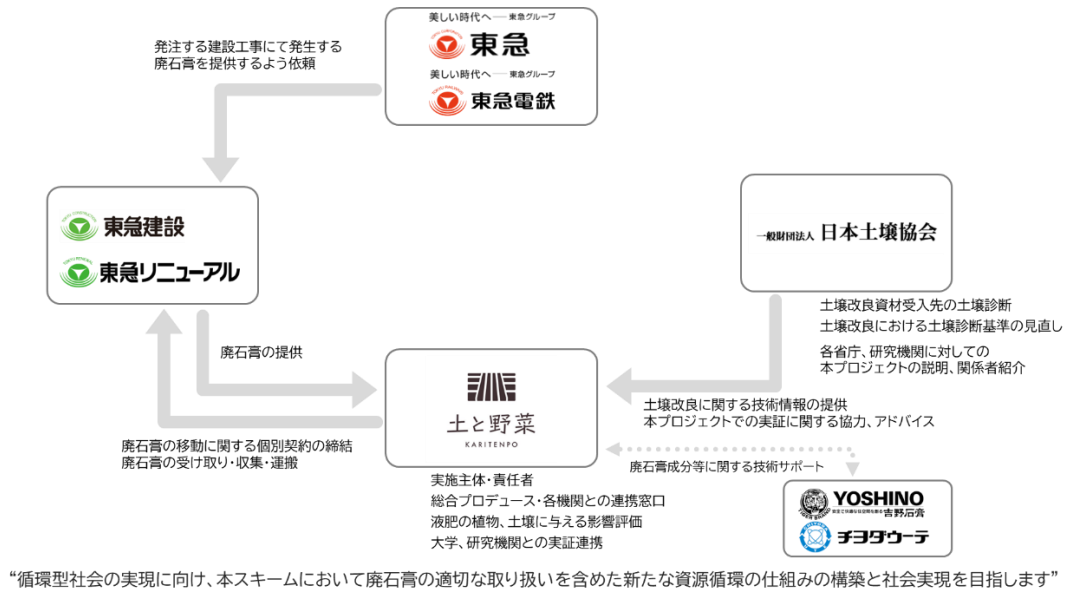 美しい時代へ── 東急グループ
東急
美しい時代へ── 東急グループ
東急電鉄
発注する建設工事にて発生する
廃石膏を提供するよう依頼
東急建設
東急リニューアル
一般財団法人 日本土壌協会
土壌改良資材受入先の土壌診断
土壌改良における土壌診断基準の見直し
各省庁、研究機関に対しての
本プロジェクトの説明、関係者紹介
廃石膏の提供
土と野菜
KARITENPO
土壌改良に関する技術情報の提供
本プロジェクトでの実証に関する協力、アドバイス
廃石膏の移動に関する個別契約の締結
廃石膏の受け取り・収集・運搬
廃石膏成分等に関する技術サポート
実施主体・責任者
総合プロデュース・各機関との連携窓口
液肥の植物、土壌に与える影響評価
大学、研究機関との実証連携
YOSHINO
吉野石膏
チヨダウーテ
“循環型社会の実現に向け、本スキームにおいて廃石膏の適切な取り扱いを含めた新たな資源循環の仕組みの構築と社会実現を目指します”